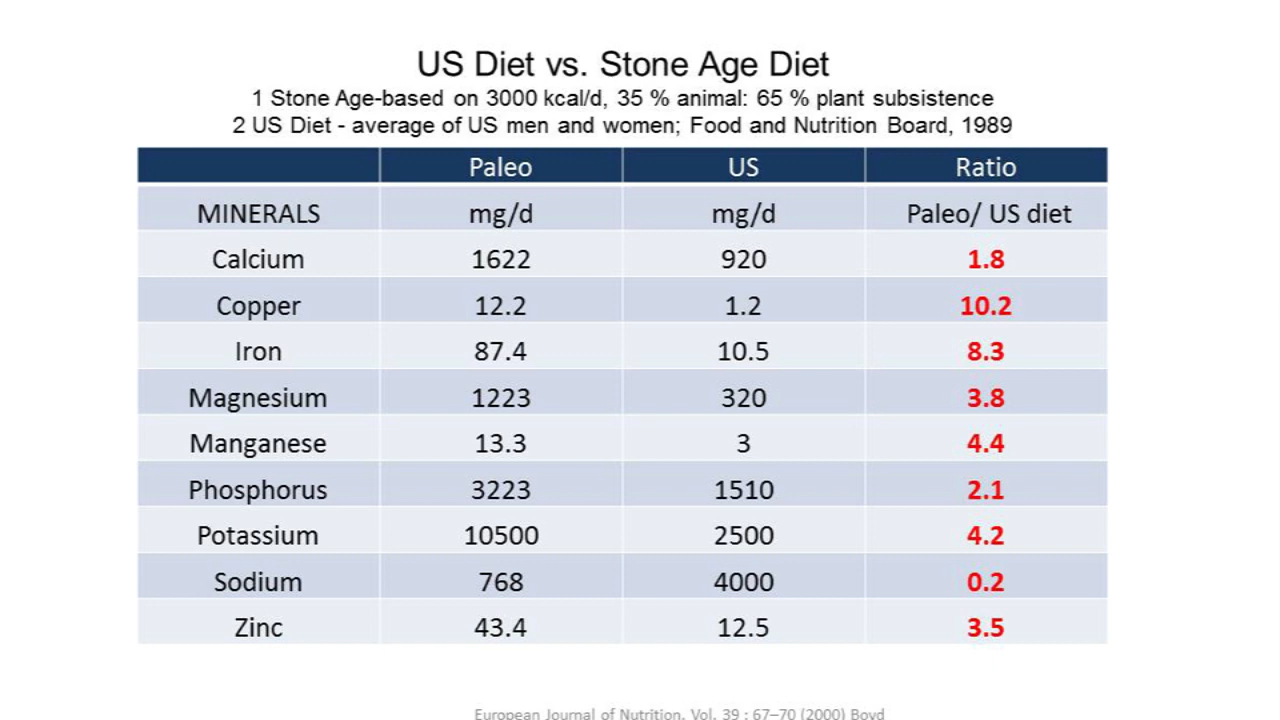 US Diet vs. Stone Age Diet
1 Stone Age-based on 3000 kcal/d, 35 % animal: 65 % plant subsistence
2 US Diet - average of US men and women; Food and Nutrition Board, 1989
Paleo US Ratio
MINERALS mg/d mg/d Paleo/ US diet
Calcium 1622 920 1.8
Copper 12.2 1.2 10.2
Iron 87.4 10.5 8.3
Magnesium 1223 320 3.8
Manganese 13.3 3 4.4
Phosphorus 3223 1510 2.1
Potassium 10500 2500 4.2
Sodium 768 4000 0.2
Zinc 43.4 12.5 3.5
European Journal of Nutrition, Vol. 39 : 67–70 (2000) Boyd